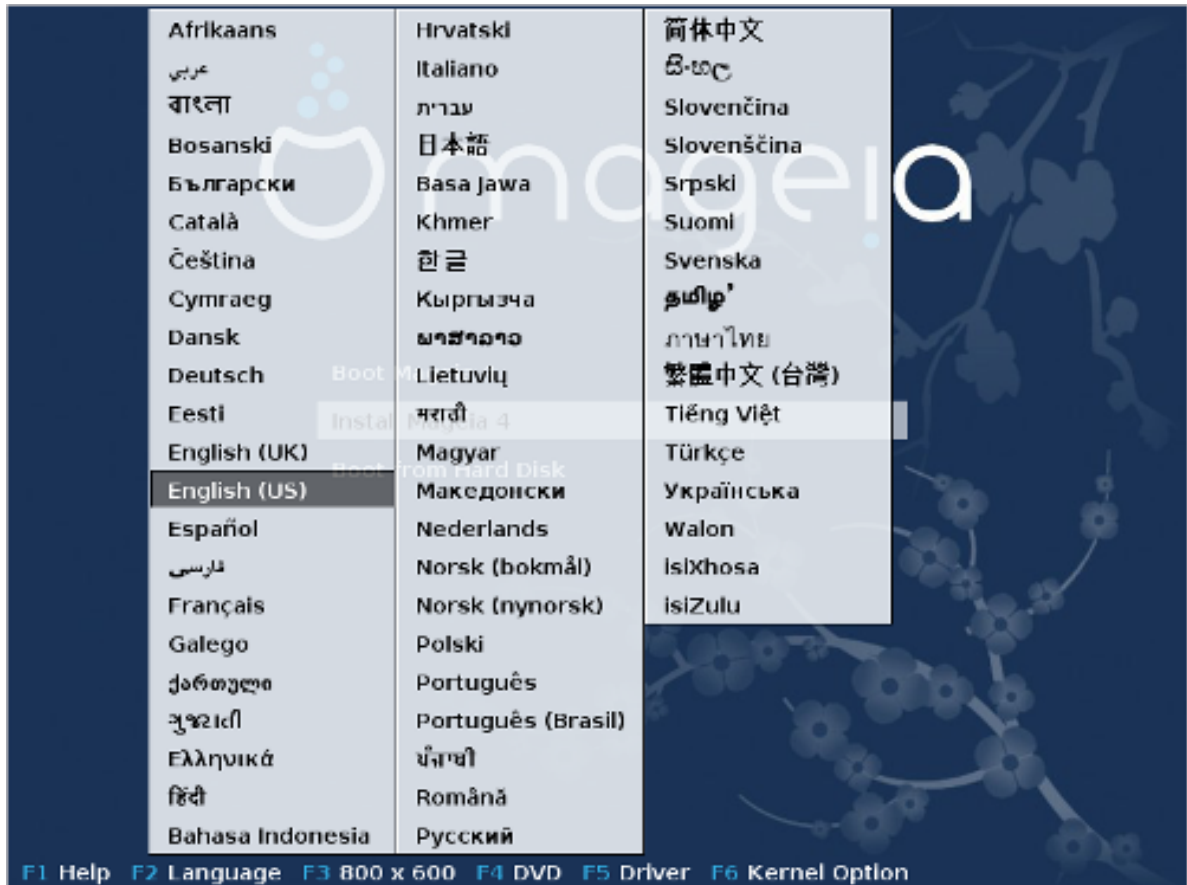 Afrikaans
عربي
বাংলা
Bosanski
Български
Català
Čeština
Cymraeg
Dansk
Deutsch
Eesti
English (UK)
English (US)
Español
فارسی
Français
Galego
ქართული
ગુજરાતી
Ελληνικά
हिंदी
Bahasa Indonesia
Hrvatski
Italiano
עברית
日本語
Basa Jawa
Khmer
한글
Кыргызча
ພາສາລາວ
Lietuvių
मराठी
Magyar
Македонски
Nederlands
Norsk (bokmål)
Norsk (nynorsk)
Polski
Português
Português (Brasil)
ਪੰਜਾਬੀ
Română
Русский
简体中文
සිංහල
Slovenčina
Slovenščina
Srpski
Suomi
Svenska
தமிழ்
ภาษาไทย
繁體中文 (台灣)
Tiếng Việt
Türkçe
Українська
Walon
isiXhosa
isiZulu
mageia
Boot
Install Mageia 4
Boot from Hard Disk
F1 Help F2 Language F3 800 x 600 F4 DVD F5 Driver F6 Kernel Option